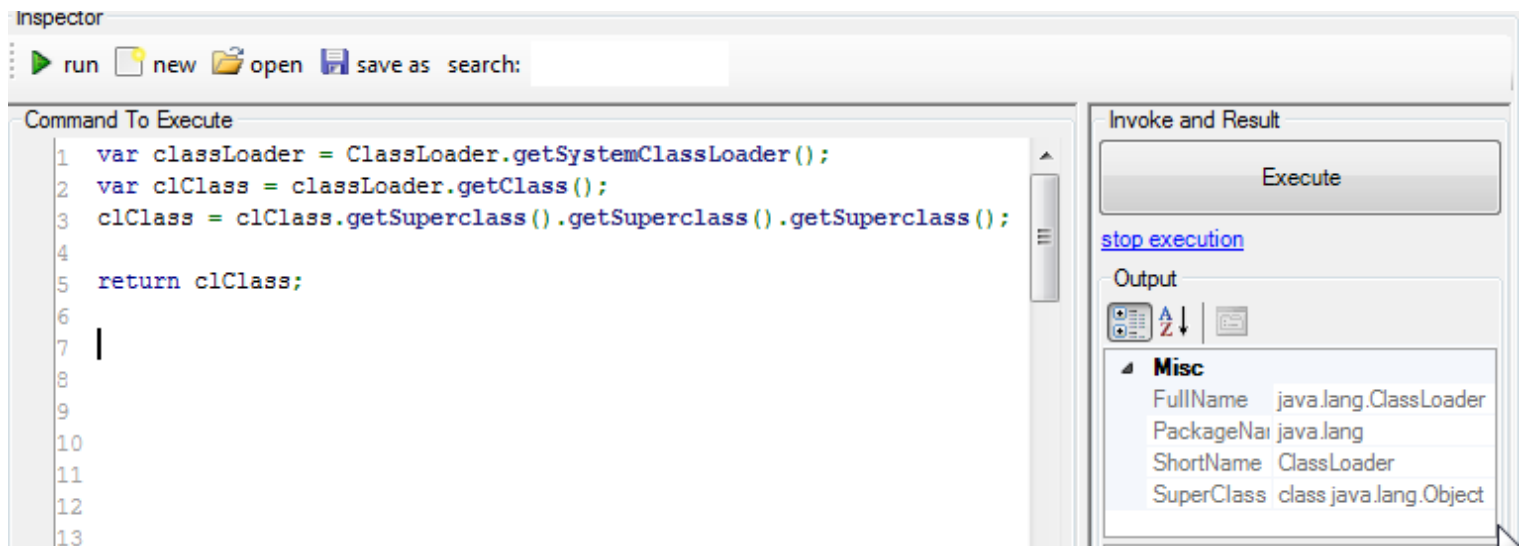 Inspector
run new open save as search:
Command To Execute
1 var classLoader = ClassLoader.getSystemClassLoader();
2 var clClass = classLoader.getClass();
3 clClass = clClass.getSuperclass().getSuperclass().getSuperclass();
4
5 return clClass;
6
7
8
9
10
11
12
13
Invoke and Result
Execute
stop execution
Output
Misc
FullName java.lang.ClassLoader
PackageNa java.lang
ShortName ClassLoader
SuperClass class java.lang.Object